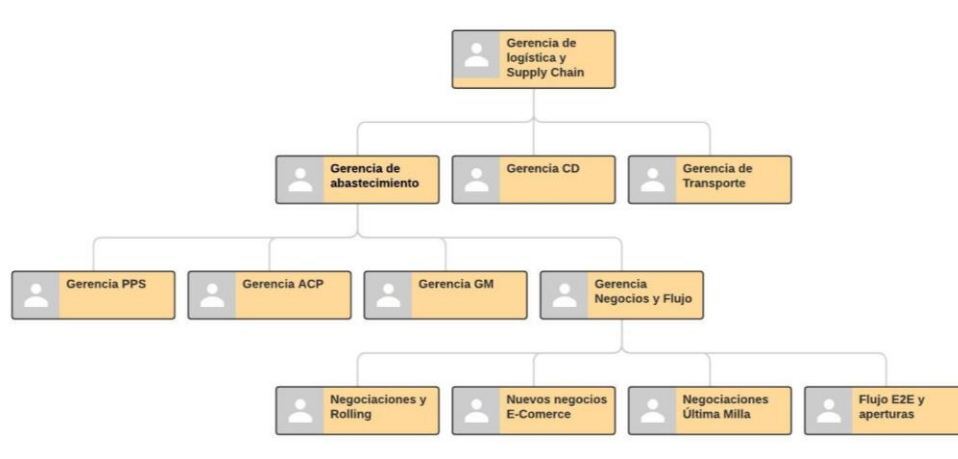 Gerencia de
logística y
Supply Chain
Gerencia de
abastecimiento
Gerencia CD
Gerencia de
Transporte
Gerencia PPS
Gerencia ACP
Gerencia GM
Gerencia
Negocios y Flujo
Negociaciones y
Rolling
Nuevos negocios
E-Comerce
Negociaciones
Última Milla
Flujo E2E y
aperturas